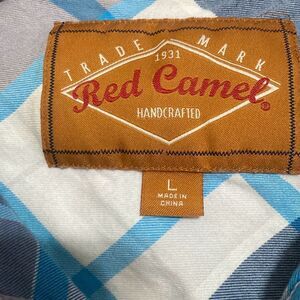 TRADE MARK
1931
Red Camel®
HANDCRAFTED
L
MADE IN
CHINA